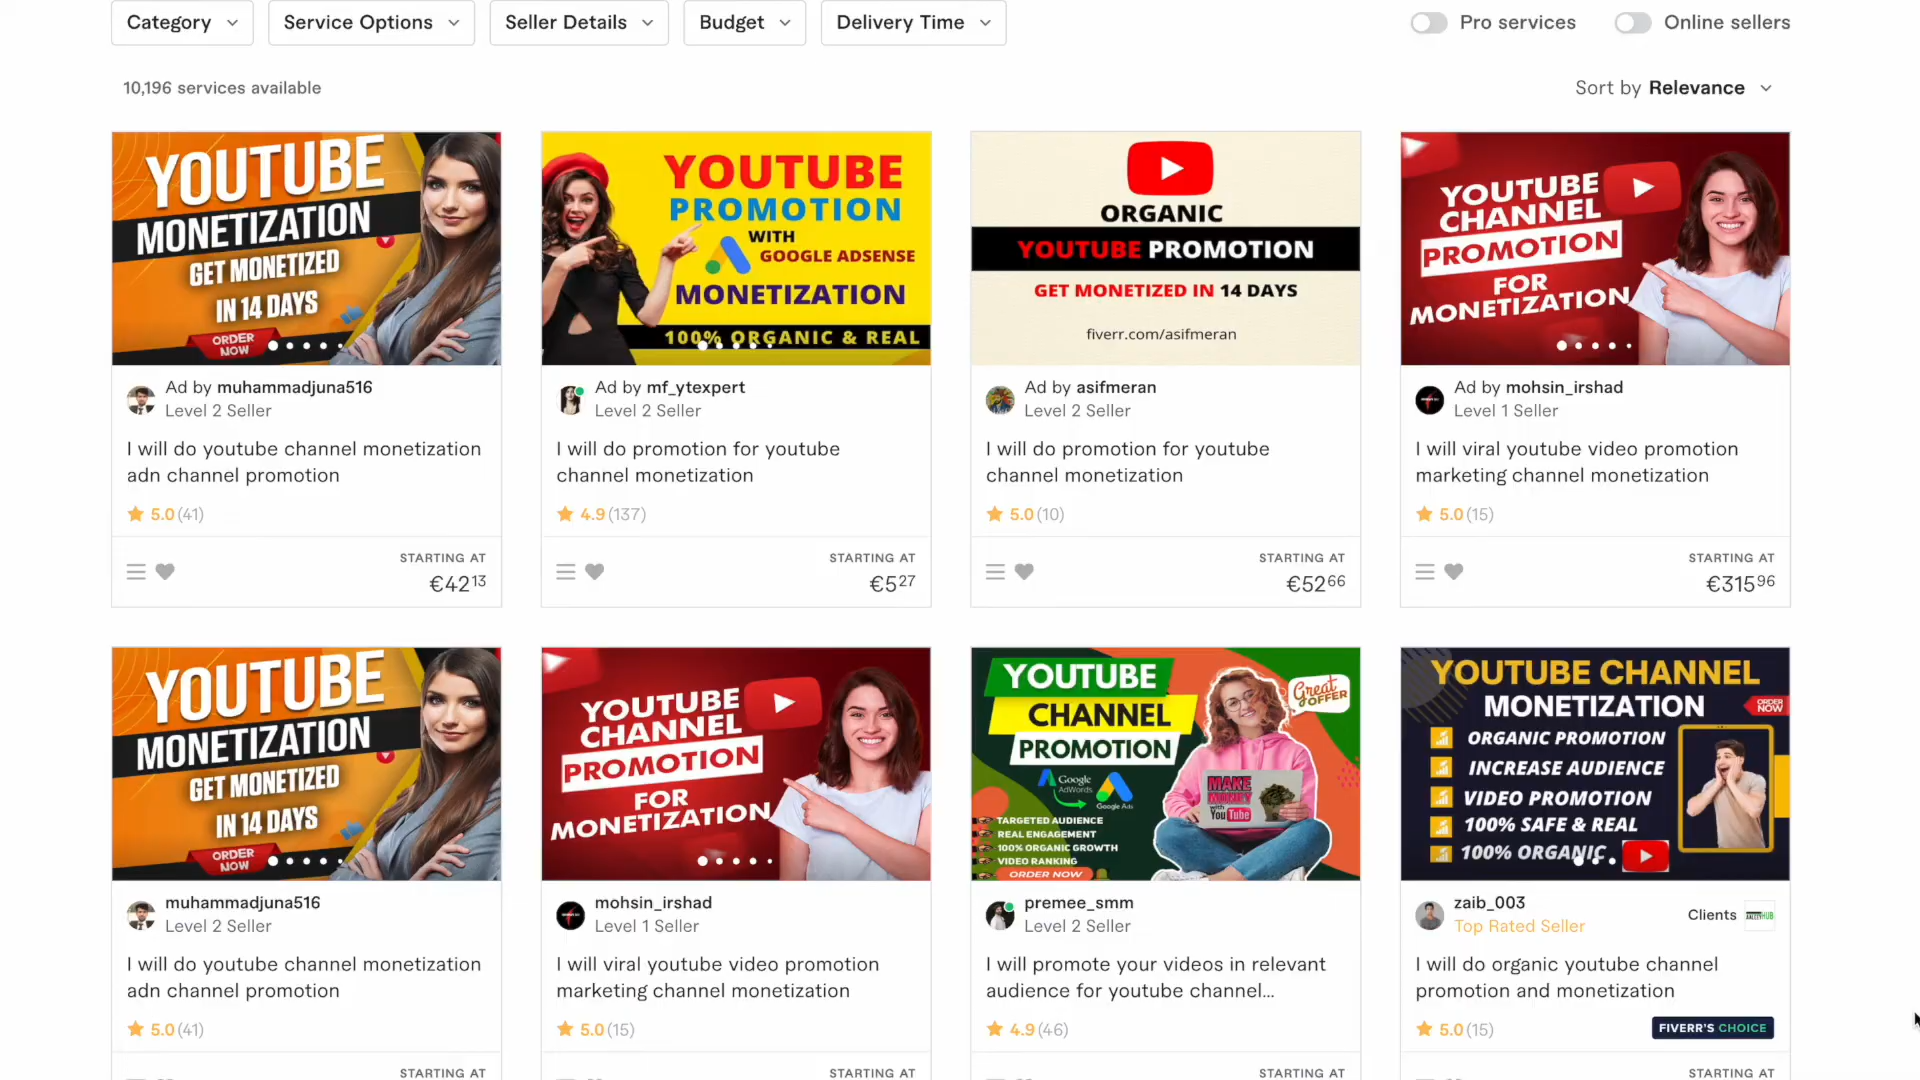 Category
Service Options
Seller Details
Budget
Delivery Time
Pro services
Online sellers
10,196 services available
Sort by Relevance
YOUTUBE
MONETIZATION
GET MONETIZED
IN 14 DAYS
ORDER
NOW
Ad by muhammadjuna516
Level 2 Seller
I will do youtube channel monetization
adn channel promotion
5.0 (41)
STARTING AT
€42 13
YOUTUBE
PROMOTION
WITH
GOOGLE ADSENSE
MONETIZATION
100% ORGANIC & REAL
Ad by mf_ytexpert
Level 2 Seller
I will do promotion for youtube
channel monetization
4.9 (137)
STARTING AT
€5 27
ORGANIC
YOUTUBE PROMOTION
GET MONETIZED IN 14 DAYS
fiverr.com/asifmeran
Ad by asifmeran
Level 2 Seller
I will do promotion for youtube
channel monetization
5.0 (10)
STARTING AT
€52 66
YOUTUBE
CHANNEL
PROMOTION
FOR
MONETIZATION
Ad by mohsin_irshad
Level 1 Seller
I will viral youtube video promotion
marketing channel monetization
5.0 (15)
STARTING AT
€315 96
YOUTUBE
MONETIZATION
GET MONETIZED
IN 14 DAYS
ORDER
NOW
muhammadjuna516
Level 2 Seller
I will do youtube channel monetization
adn channel promotion
5.0 (41)
STARTING AT
YOUTUBE
CHANNEL
PROMOTION
FOR
MONETIZATION
mohsin_irshad
Level 1 Seller
I will viral youtube video promotion
marketing channel monetization
5.0 (15)
STARTING AT
YOUTUBE
CHANNEL
PROMOTION
Great
OFFER
Google
AdWords
Google Ads
MAKE
MONEY
with
YouTube
TARGETED AUDIENCE
REAL ENGAGEMENT
100% ORGANIC GROWTH
VIDEO RANKING
ORDER NOW
premee_smm
Level 2 Seller
I will promote your videos in relevant
audience for youtube channel...
4.9 (46)
STARTING AT
YOUTUBE CHANNEL
MONETIZATION
ORDER
NOW
ORGANIC PROMOTION
INCREASE AUDIENCE
VIDEO PROMOTION
100% SAFE & REAL
100% ORGANIC
zaib_003
Top Rated Seller
Clients
I will do organic youtube channel
promotion and monetization
5.0 (15)
FIVERR'S CHOICE
STARTING AT